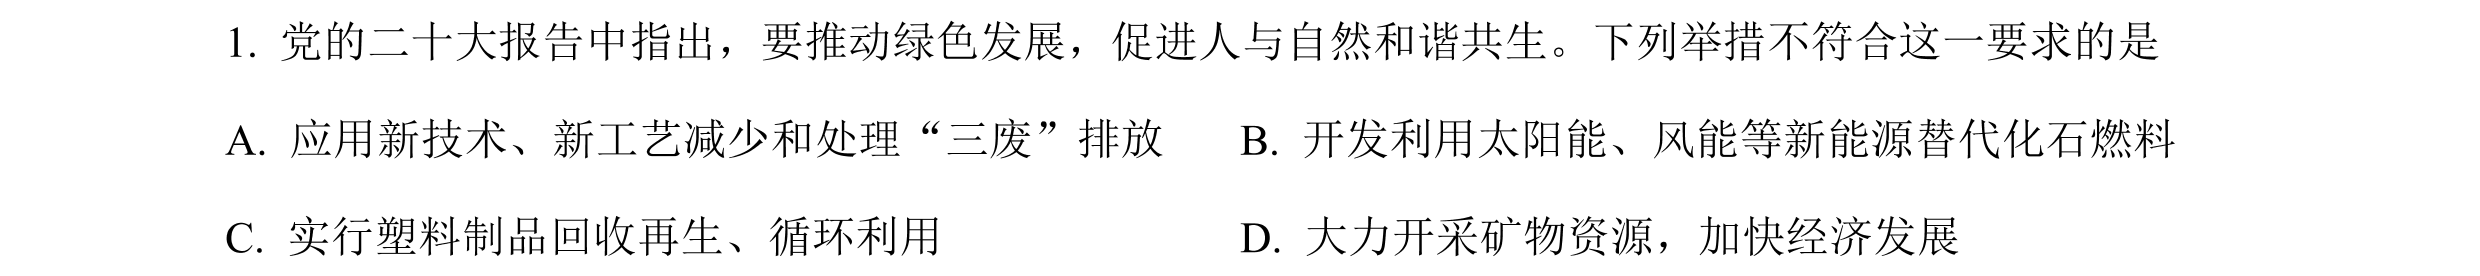 1. 党的二十大报告中指出，要推动绿色发展，促进人与自然和谐共生。下列举措不符合这一要求的是
A. 应用新技术、新工艺减少和处理“三废”排放 B. 开发利用太阳能、风能等新能源替代化石燃料
C. 实行塑料制品回收再生、循环利用 D. 大力开采矿物资源，加快经济发展